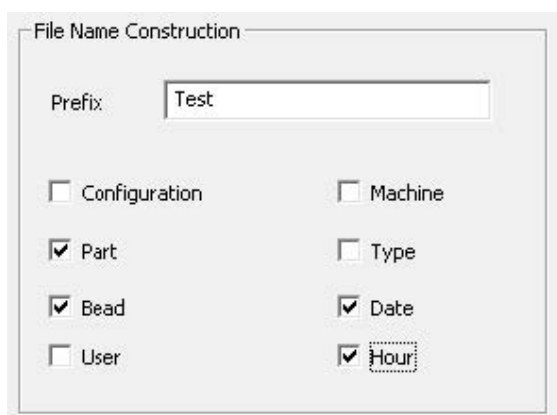 File Name Construction
Prefix Test
Configuration Machine
Part Type
Bead Date
User Hour